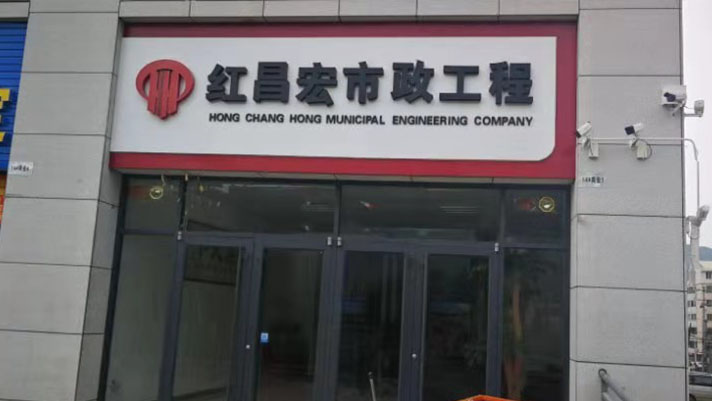 红昌宏市政工程
HONG CHANG HONG MUNICIPAL ENGINEERING COMPANY